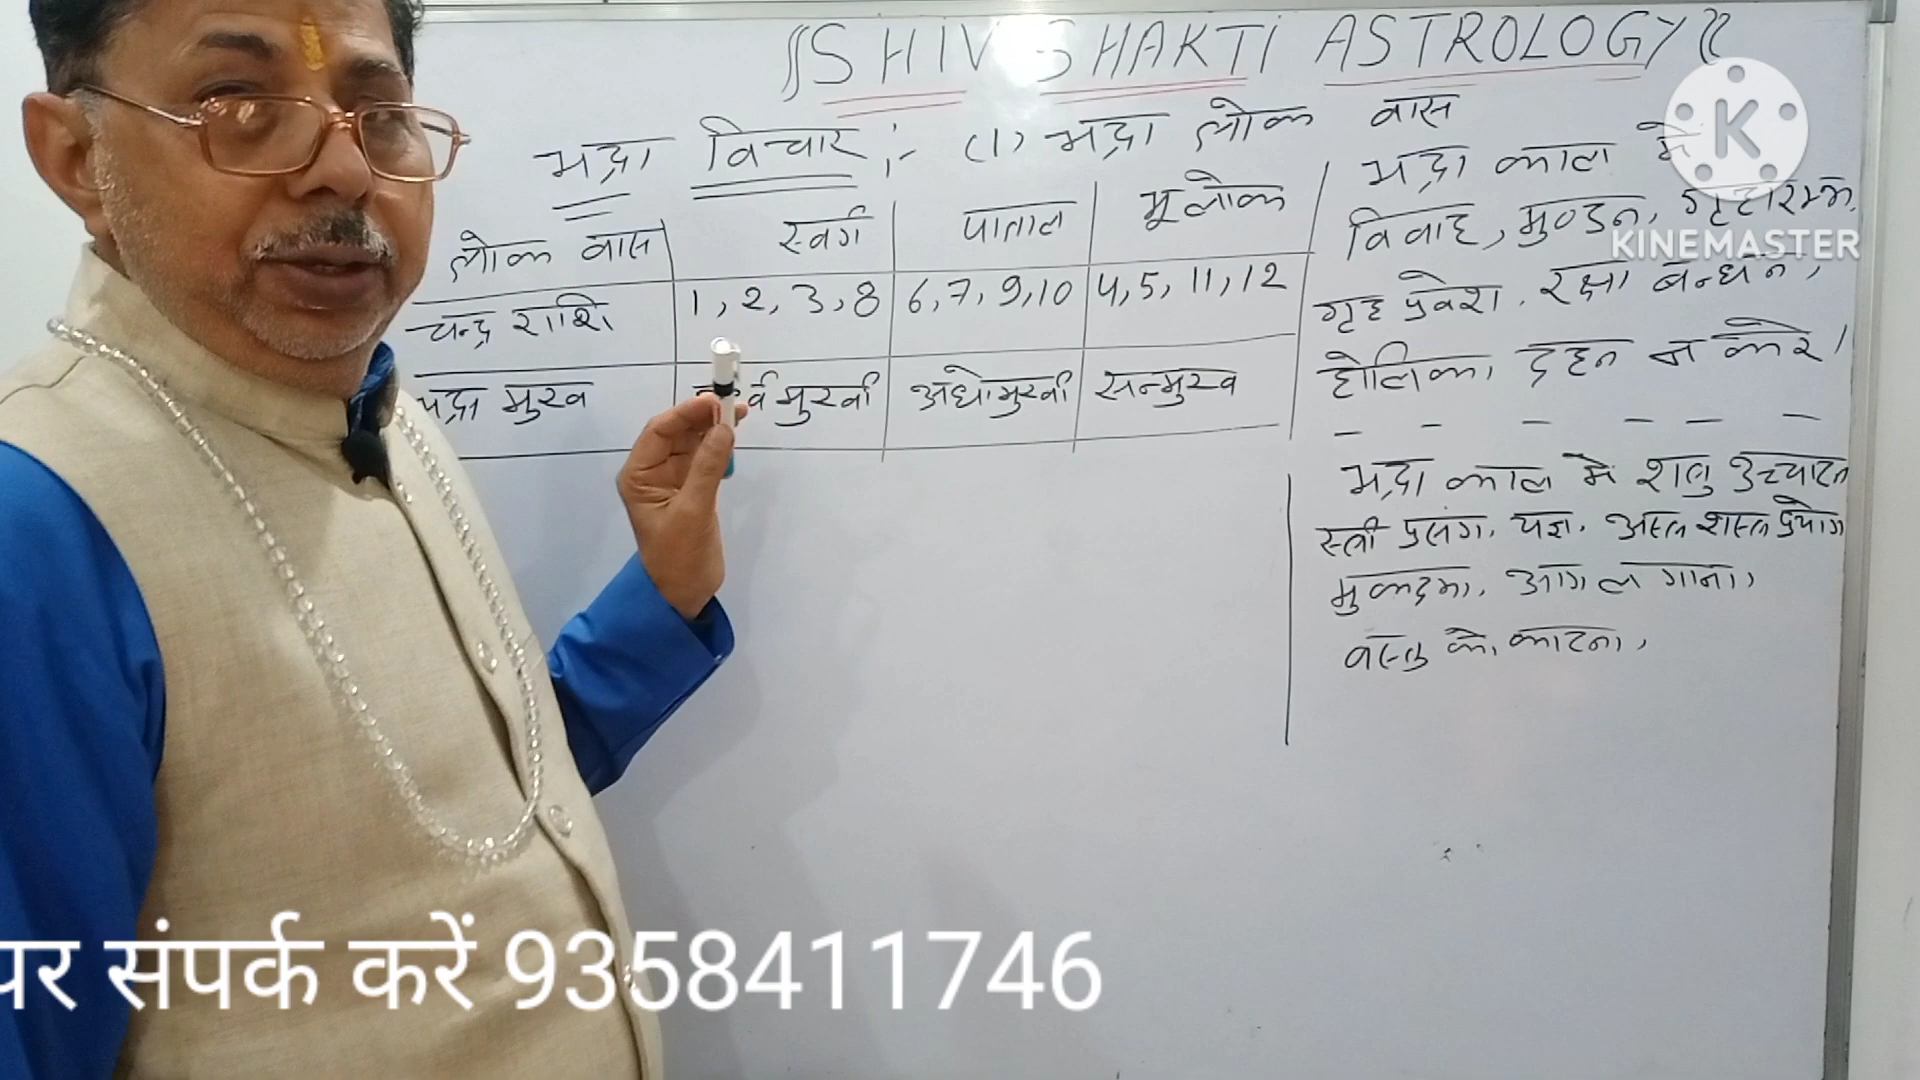 SHIV SHAKTI ASTROLOGY
भद्रा विचार :- (1) भद्रा लोक वास
लोक वास | स्वर्ग | पाताल | भूलोक
चन्द्र राशि | 1, 2, 3, 8 | 6, 7, 9, 10 | 4, 5, 11, 12
भद्रा मुख | र्व मुखी | अधोमुखी | सन्मुख
भद्रा काल मे
विवाह, मुण्डन, गृहारम्भ,
गृह प्रवेश, रक्षा बन्धन,
होलिका दहन न करे।
भद्रा काल मे शत्रु उच्चाटन
स्त्री प्रसंग, यज्ञ, अस्त्र शस्त्र प्रयोग
मुकदमा, आग लगाना,
वस्तु को काटना,
K
KINEMASTER
पर संपर्क करें 9358411746